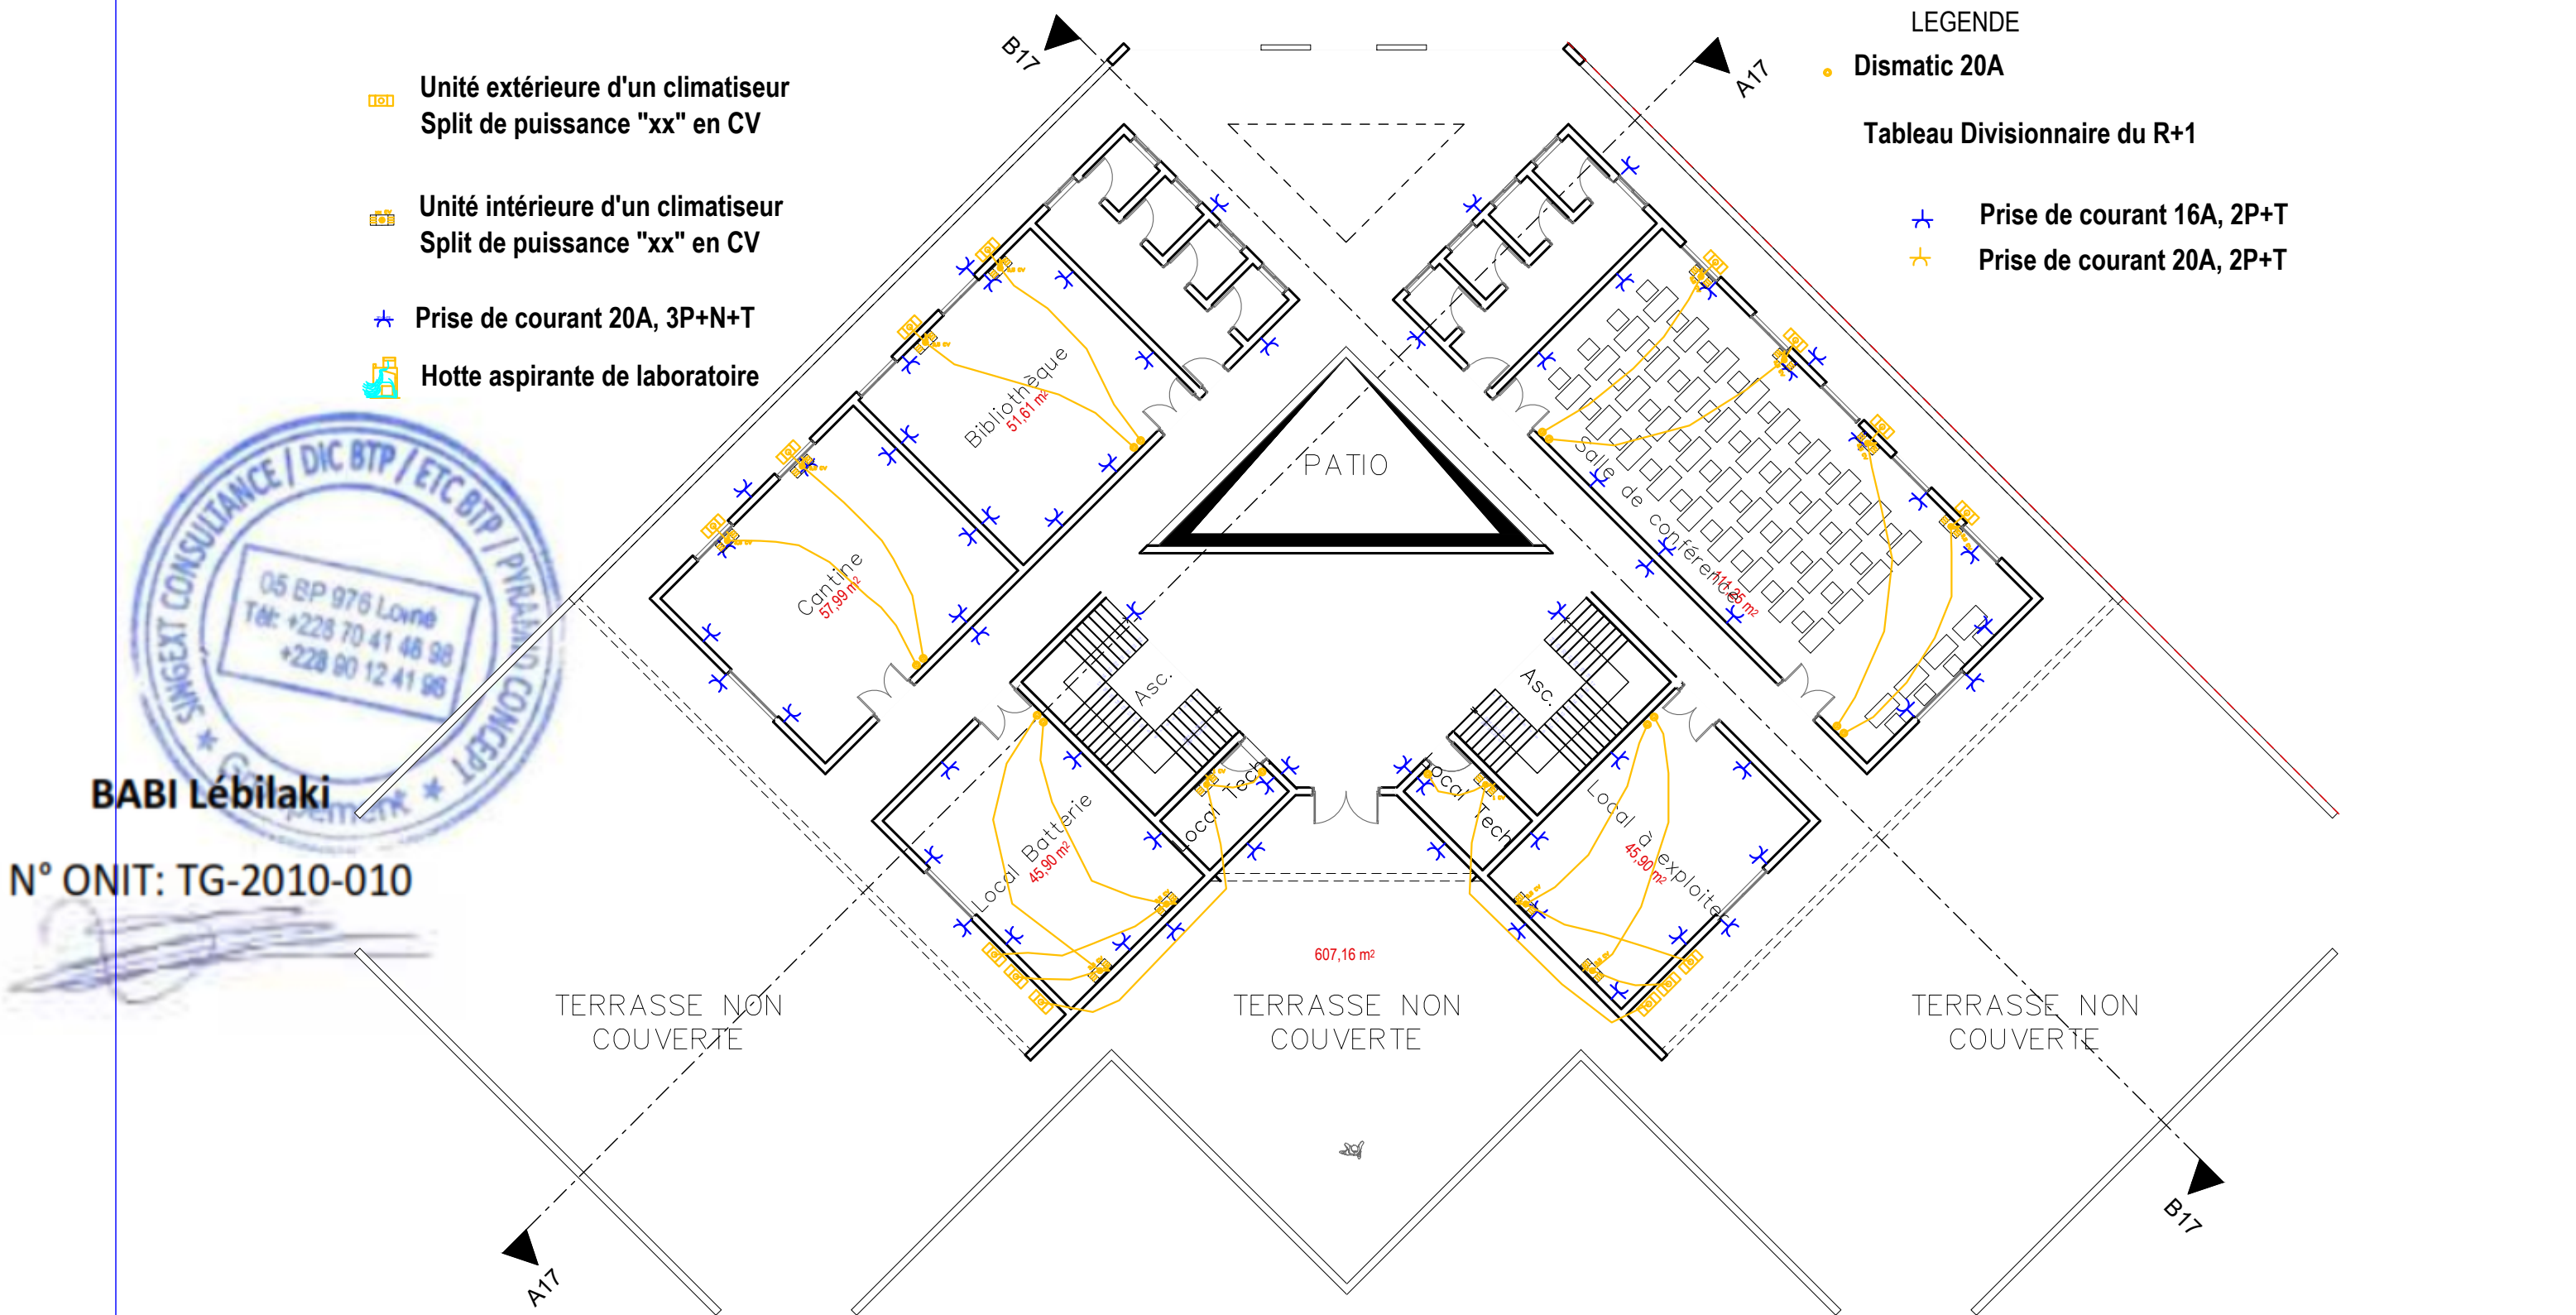 LEGENDE
Dismatic 20A
Tableau Divisionnaire du R+1
Prise de courant 16A, 2P+T
Prise de courant 20A, 2P+T
Unité extérieure d'un climatiseur
Split de puissance "xx" en CV
Unité intérieure d'un climatiseur
Split de puissance "xx" en CV
Prise de courant 20A, 3P+N+T
Hotte aspirante de laboratoire
B17
A17
Bibliothèque
51,61 m²
Cantine
57,99 m²
PATIO
Salle de conférence
111,25 m²
Asc.
Asc.
Local Tech
Local Tech
Local Batterie
45,90 m²
Local à exploiter
45,90 m²
607,16 m²
TERRASSE NON
COUVERTE
TERRASSE NON
COUVERTE
TERRASSE NON
COUVERTE
A17
B17
SINGEXT CONSULTANCE / DIC BTP / ETC BTP / PYRAMID CONCEPT
05 BP 976 Lomé
Tél: +228 70 41 46 98
+228 90 12 41 98
Groupement
BABI Lébilaki
N° ONIT: TG-2010-010